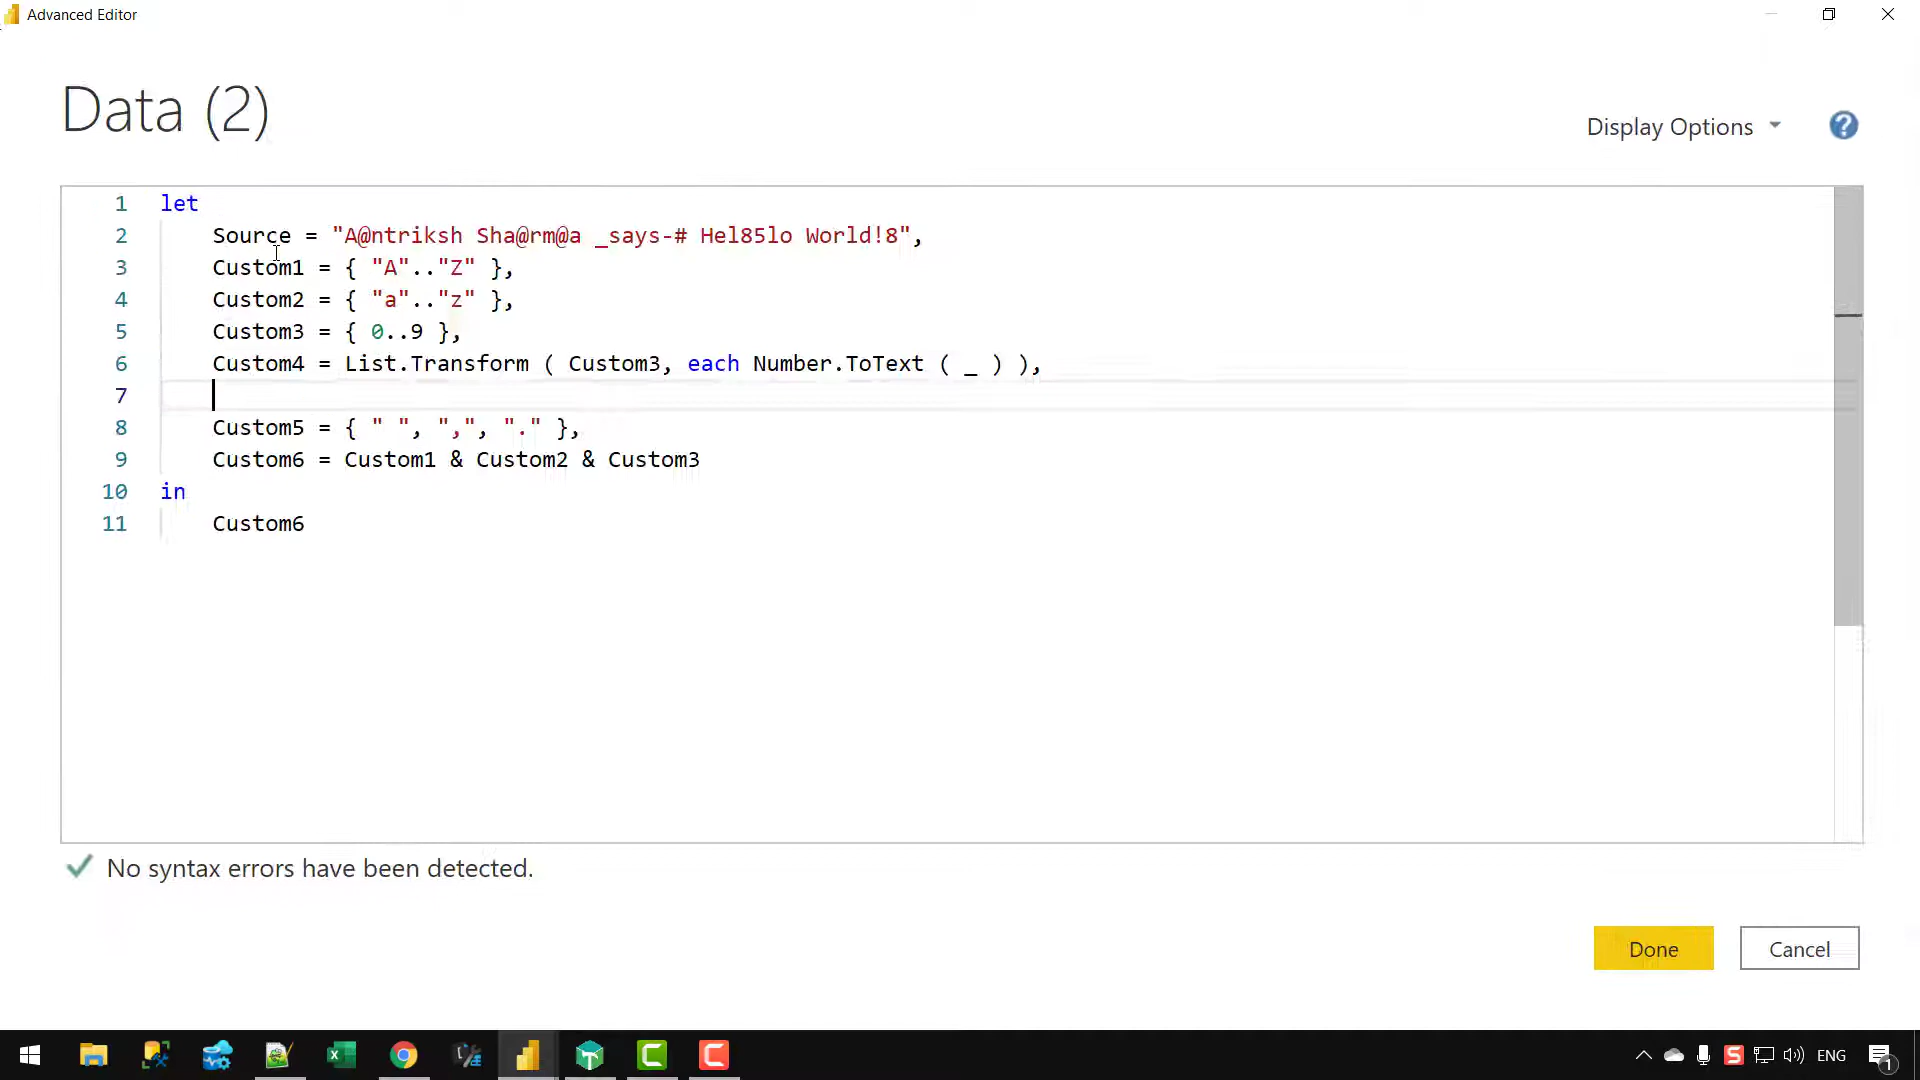 Advanced Editor
Data (2)
Display Options
?
1 let
2 Source = "A@ntriksh Sha@rm@a _says-# Hel85lo World!8",
3 Custom1 = { "A".."Z" },
4 Custom2 = { "a".."z" },
5 Custom3 = { 0..9 },
6 Custom4 = List.Transform ( Custom3, each Number.ToText ( _ ) ),
7
8 Custom5 = { " ", ",", "." },
9 Custom6 = Custom1 & Custom2 & Custom3
10 in
11 Custom6
No syntax errors have been detected.
Done Cancel
ENG
1